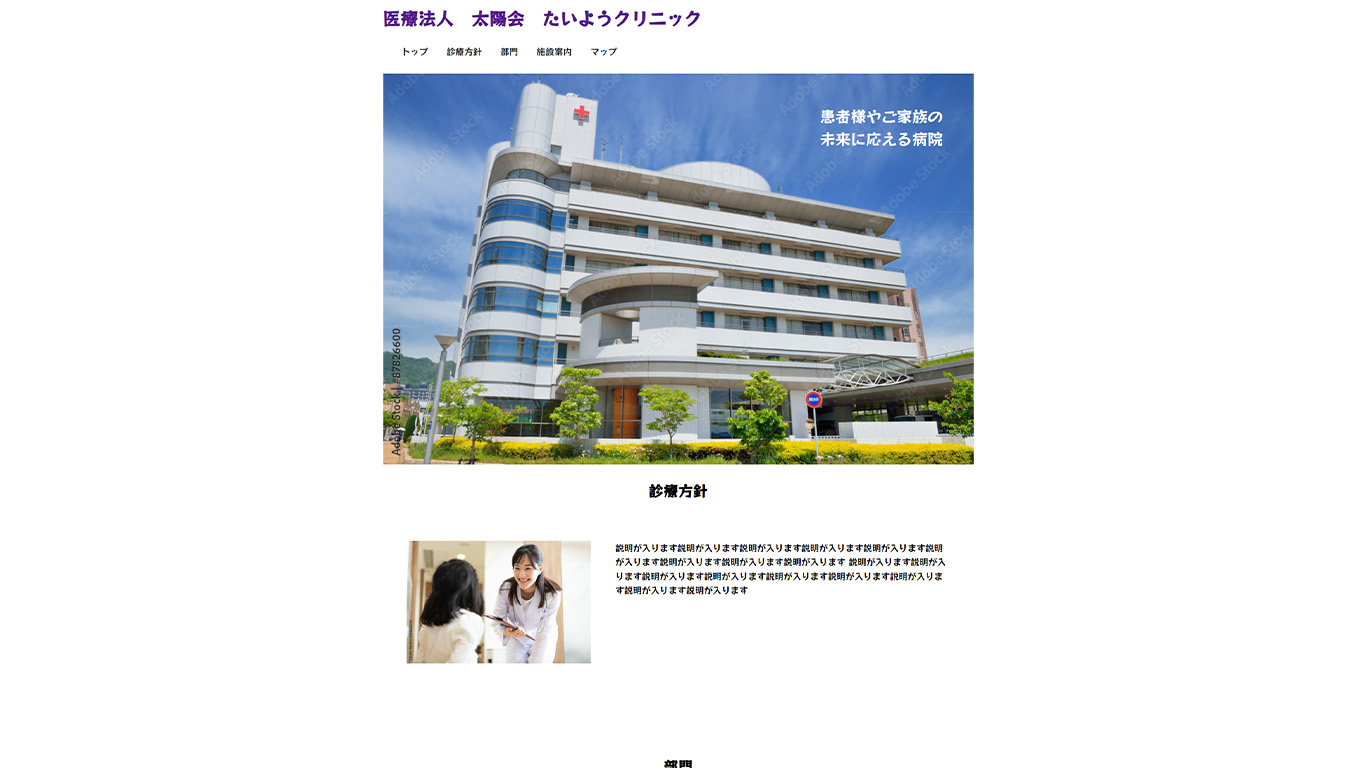 医療法人　太陽会　たいようクリニック
トップ　診療方針　部門　施設案内　マップ
患者様やご家族の
未来に応える病院
Adobe Stock | #87826600
診療方針
説明が入ります説明が入ります説明が入ります説明が入ります説明が入ります説明
が入ります説明が入ります説明が入ります説明が入ります 説明が入ります説明が入
ります説明が入ります説明が入ります説明が入ります説明が入ります説明が入りま
す説明が入ります説明が入ります
部門